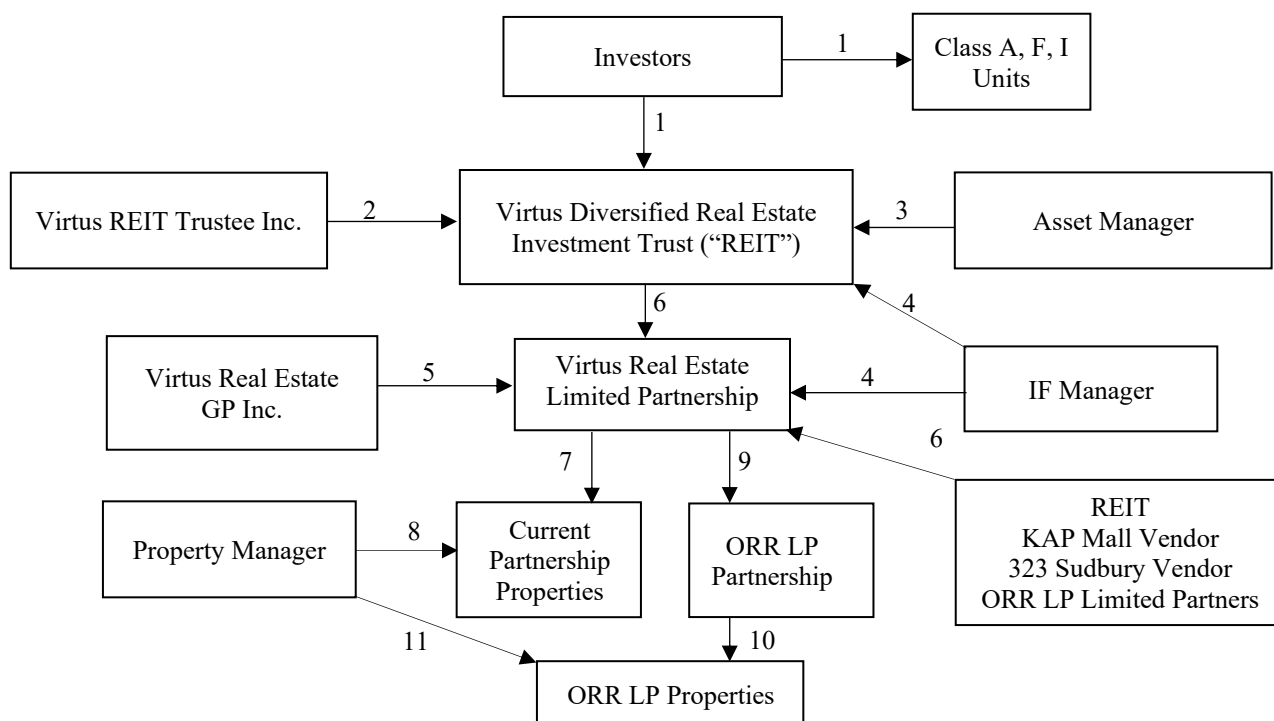 Investors
1
Class A, F, I
Units
1
Virtus REIT Trustee Inc.
2
Virtus Diversified Real Estate
Investment Trust (“REIT”)
3
Asset Manager
6
4
Virtus Real Estate
GP Inc.
5
Virtus Real Estate
Limited Partnership
4
IF Manager
7
9
6
Property Manager
8
Current
Partnership
Properties
ORR LP
Partnership
REIT
KAP Mall Vendor
323 Sudbury Vendor
ORR LP Limited Partners
11
10
ORR LP Properties